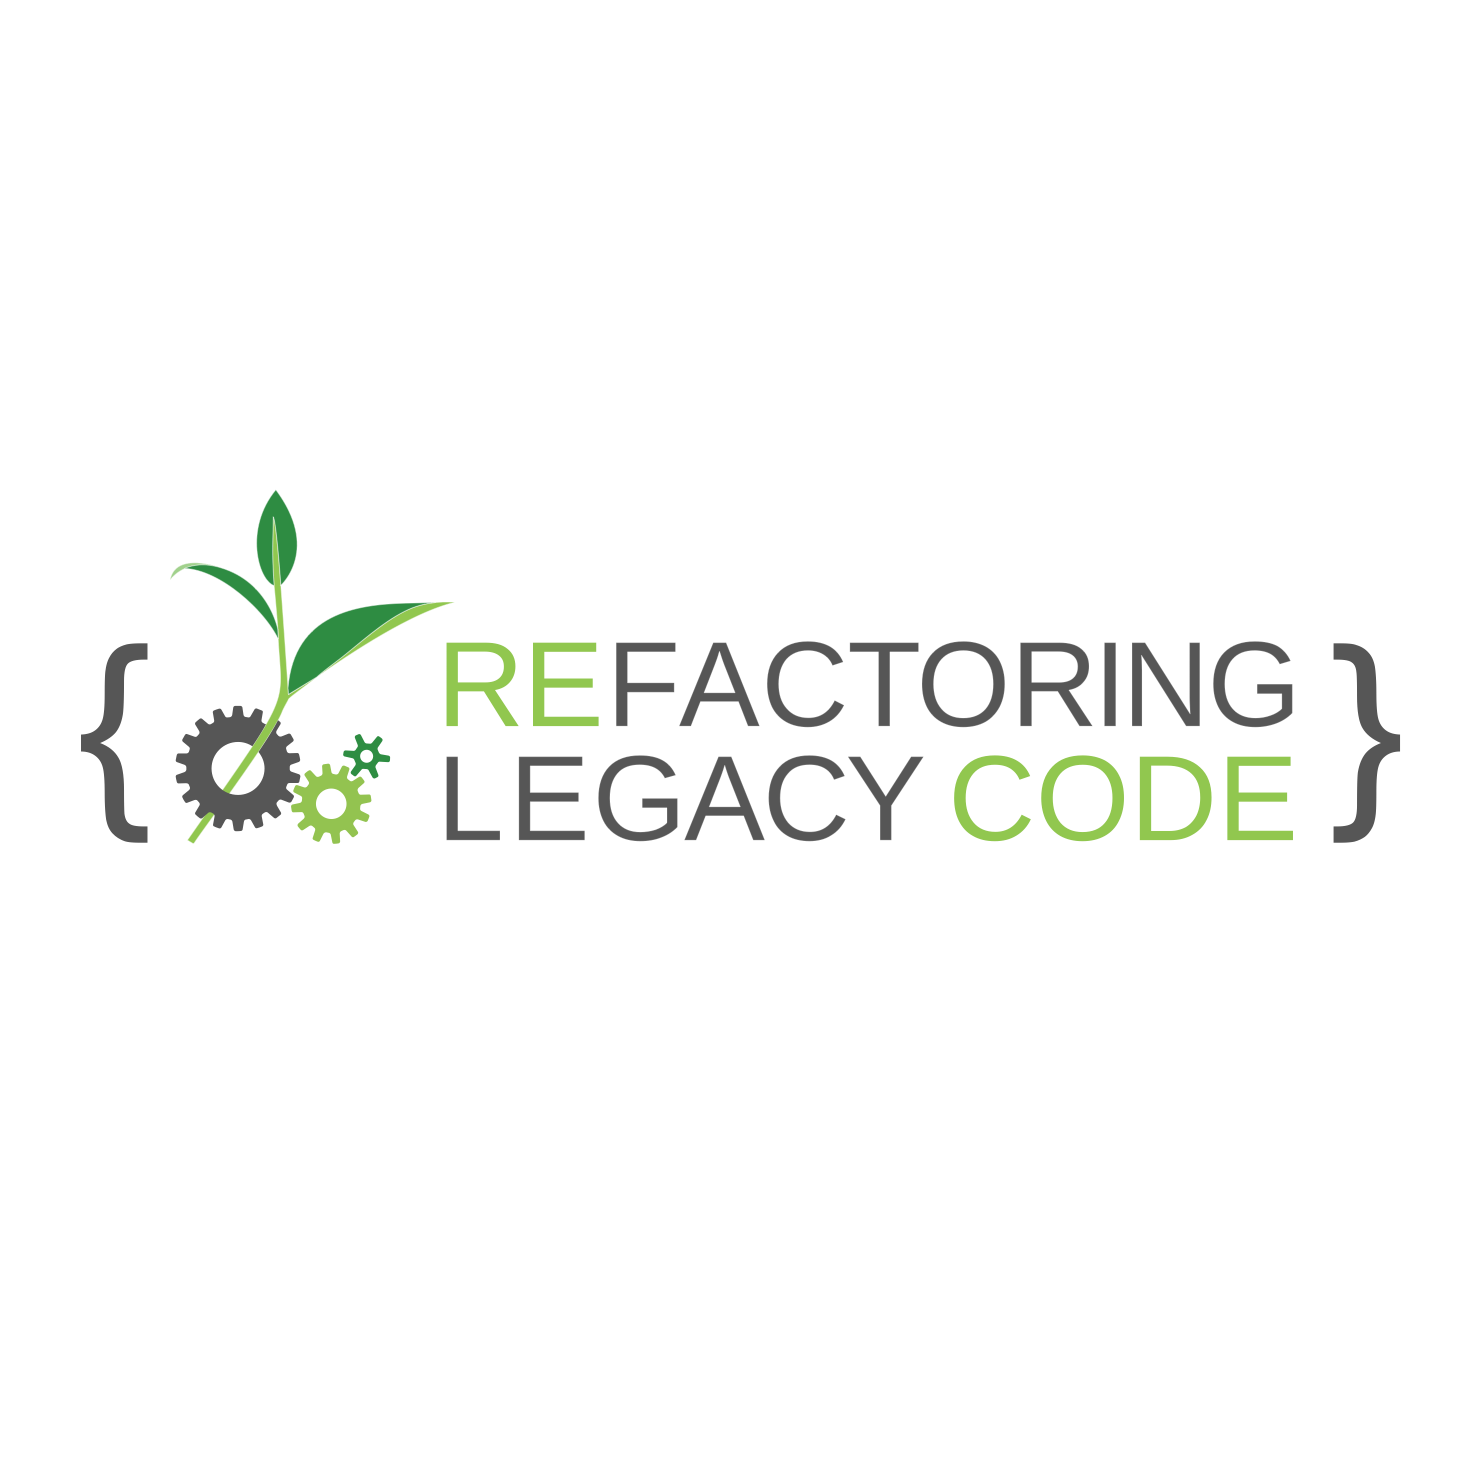 { REFACTORING
LEGACY CODE }